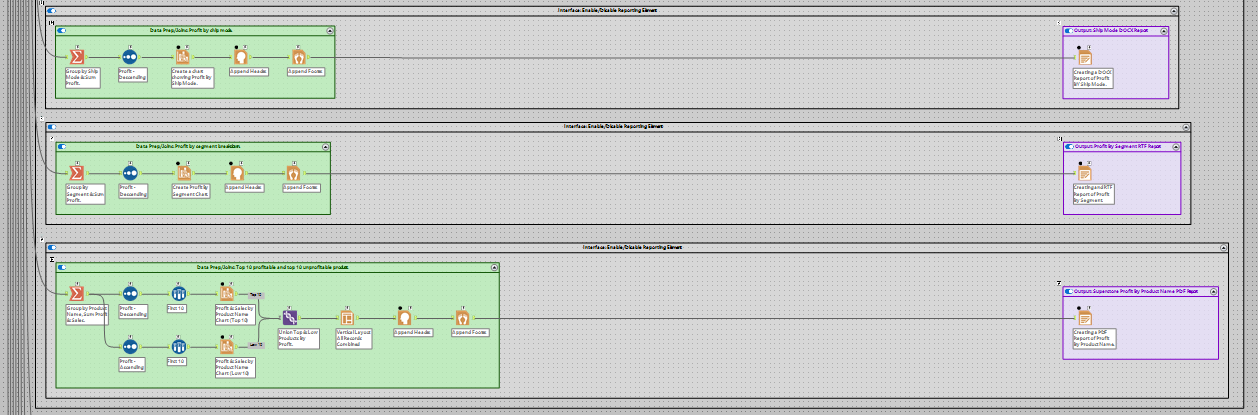 Interface: Enable/Disable Reporting Element
Data Prep/Join: Profit by ship mode
Group by Ship
Mode & Sum
Profit.
Profit -
Descending
Create a chart
showing Profit by
Ship Mode.
Append Header
Append Footer
Output: Ship Mode DOCX Report
Creating a DOCX
Report of Profit
BY Ship Mode.
Interface: Enable/Disable Reporting Element
Data Prep/Join: Profit by segment breakdown
Group by
Segment & Sum
Profit.
Profit -
Descending
Create Profit By
Segment Chart
Append Header
Append Footer
Output: Profit By Segment RTF Report
Creating and RTF
Report of Profit
By Segment
Interface: Enable/Disable Reporting Element
Data Prep/Join: Top 10 profitable and top 10 unprofitable product
Group by Product
Name, Sum Profit
& Sales.
Profit -
Descending
First 10
Profit & Sales by
Product Name
Chart (Top 10)
Top 10
Profit -
Ascending
First 10
Profit & Sales by
Product Name
Chart (Low 10)
Low 10
Union Top & Low
Products By
Profit.
Vertical Layout
All Records
Combined
Append Header
Append Footer
Output: Superstore Profit By Product Name PDF Report
Creating a PDF
Report of Profit
By Product Name.